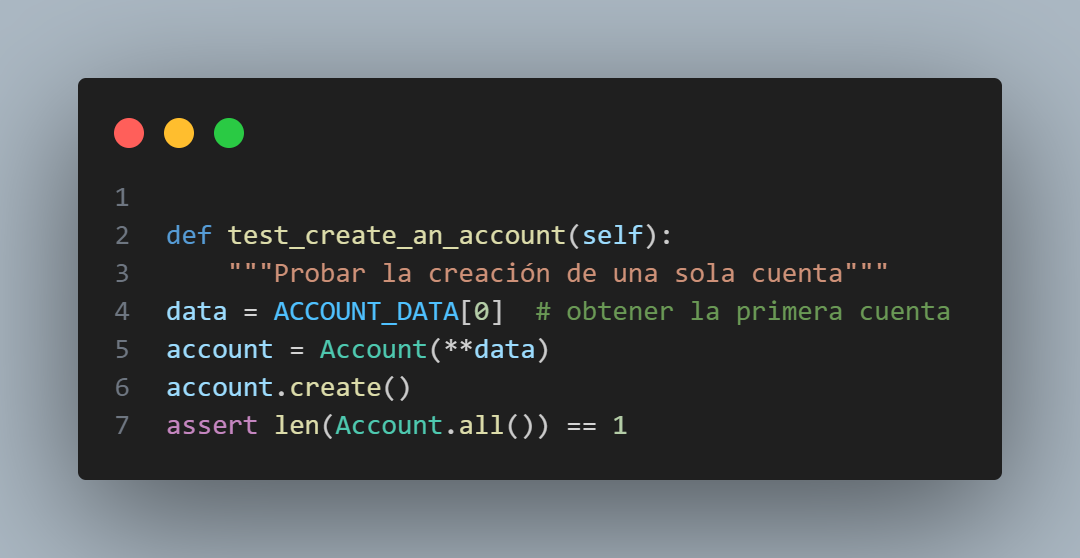 1
2 def test_create_an_account(self):
3     """Probar la creación de una sola cuenta"""
4 data = ACCOUNT_DATA[0]  # obtener la primera cuenta
5 account = Account(**data)
6 account.create()
7 assert len(Account.all()) == 1